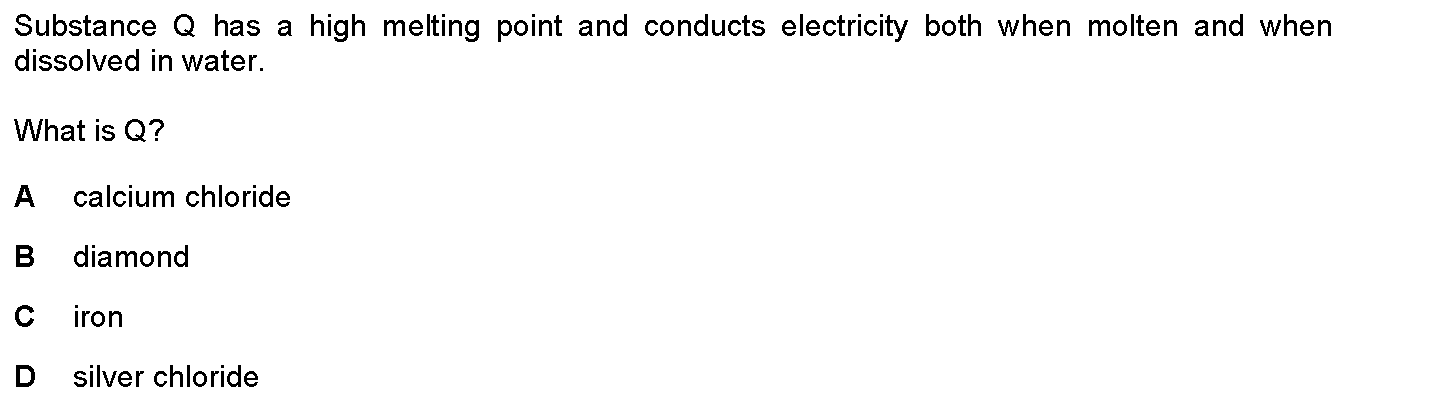 Substance Q has a high melting point and conducts electricity both when molten and when
dissolved in water.
What is Q?
A calcium chloride
B diamond
C iron
D silver chloride